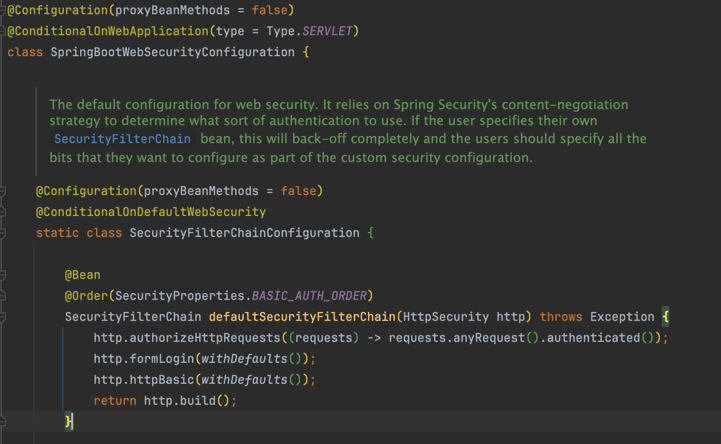 @Configuration(proxyBeanMethods = false)
@ConditionalOnWebApplication(type = Type.SERVLET)
class SpringBootWebSecurityConfiguration {
The default configuration for web security. It relies on Spring Security's content-negotiation
strategy to determine what sort of authentication to use. If the user specifies their own
SecurityFilterChain bean, this will back-off completely and the users should specify all the
bits that they want to configure as part of the custom security configuration.
@Configuration(proxyBeanMethods = false)
@ConditionalOnDefaultWebSecurity
static class SecurityFilterChainConfiguration {
@Bean
@Order(SecurityProperties.BASIC_AUTH_ORDER)
SecurityFilterChain defaultSecurityFilterChain(HttpSecurity http) throws Exception {
http.authorizeHttpRequests((requests) -> requests.anyRequest().authenticated());
http.formLogin(withDefaults());
http.httpBasic(withDefaults());
return http.build();
}